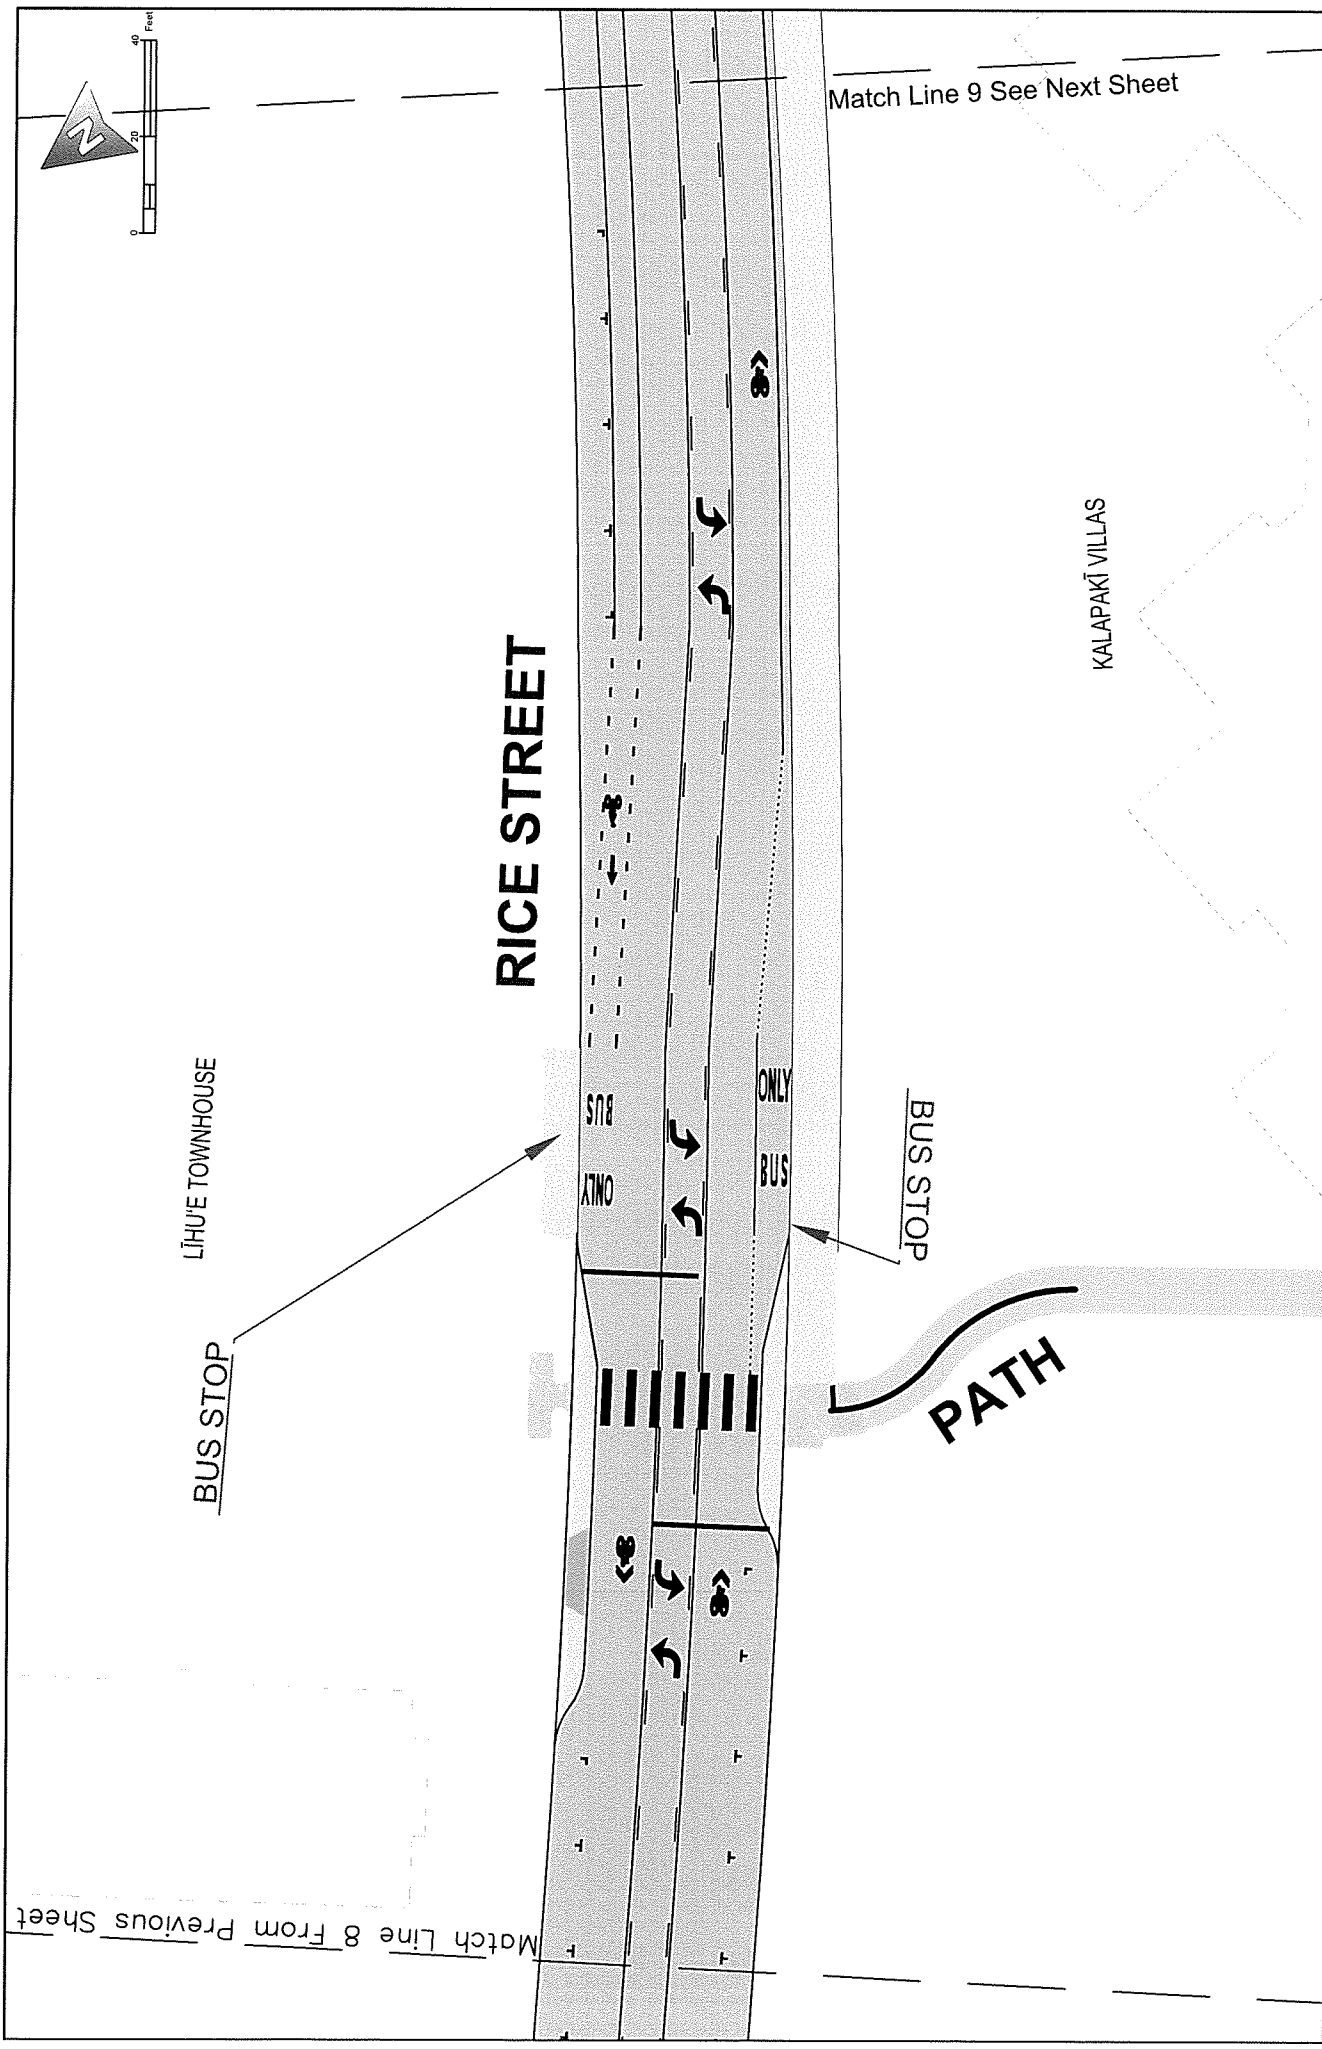 40
Feet
20
0
N
Match Line 9 See Next Sheet
RICE STREET
KALAPAKĪ VILLAS
LĪHU'E TOWNHOUSE
BUS
ONLY
ONLY
BUS
BUS STOP
BUS STOP
PATH
Match Line 8 From Previous Sheet